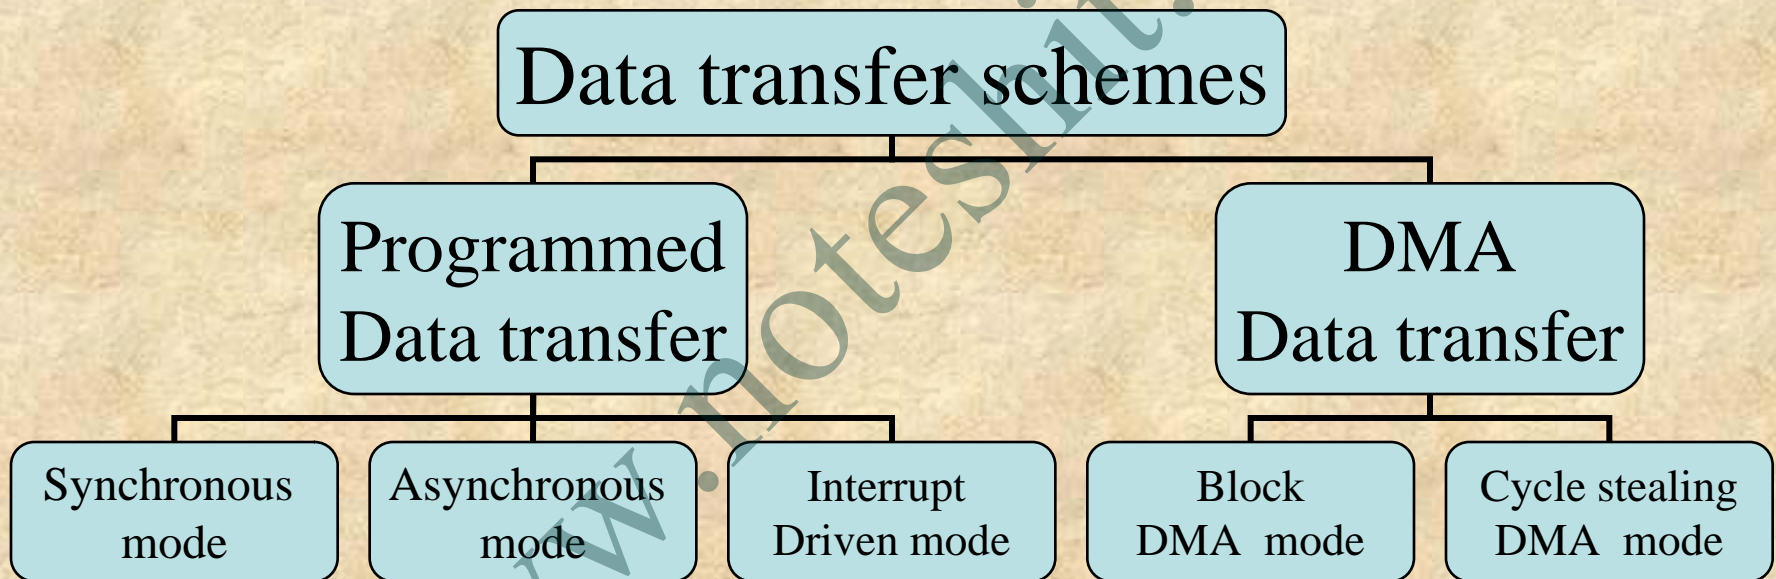 Data transfer schemes
Programmed
Data transfer
DMA
Data transfer
Synchronous
mode
Asynchronous
mode
Interrupt
Driven mode
Block
DMA mode
Cycle stealing
DMA mode
w.noteshit.